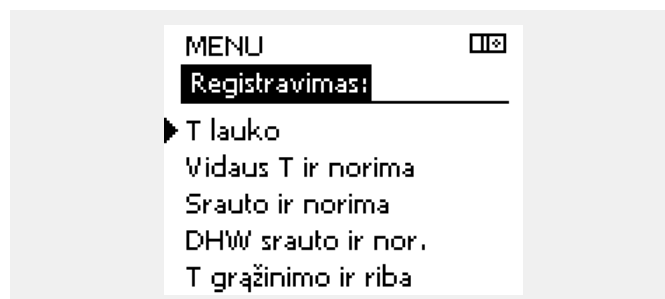 MENU
Registravimas:
T lauko
Vidaus T ir norima
Srauto ir norima
DHW srauto ir nor.
T grąžinimo ir riba